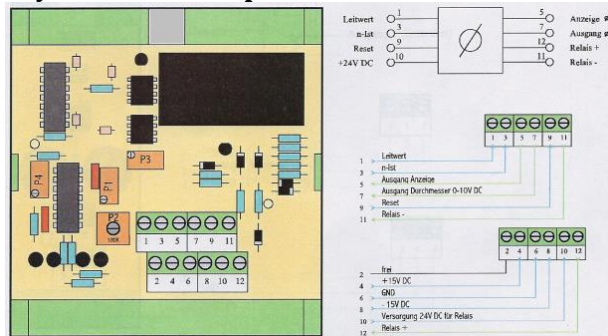 P4
P1
P3
P2
100K
1 3 5 7 9 11
2 4 6 8 10 12
Leitwert 1
n-Ist 3
Reset 9
+24V DC 10
5 Anzeige
7 Ausgang
12 Relais +
11 Relais -
1 3 5 7 9 11
1 Leitwert
3 n-Ist
5 Ausgang Anzeige
7 Ausgang Durchmesser 0-10V DC
9 Reset
11 Relais -
2 4 6 8 10 12
2 frei
4 +15V DC
6 GND
8 - 15V DC
10 Versorgung 24V DC für Relais
12 Relais +